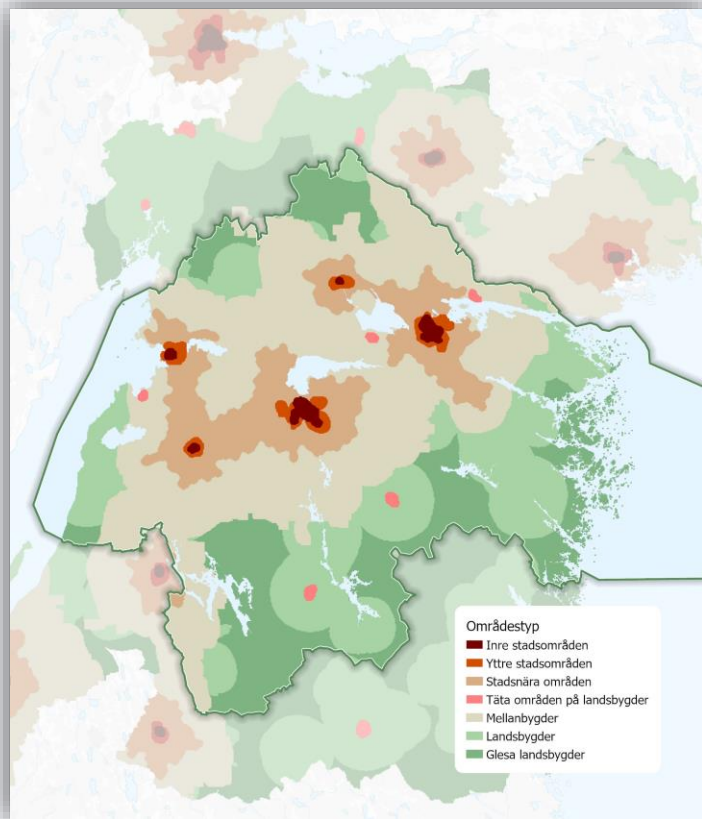 Områdestyp
Inre stadsområden
Yttre stadsområden
Stadsnära områden
Täta områden på landsbygder
Mellanbygder
Landsbygder
Glesa landsbygder